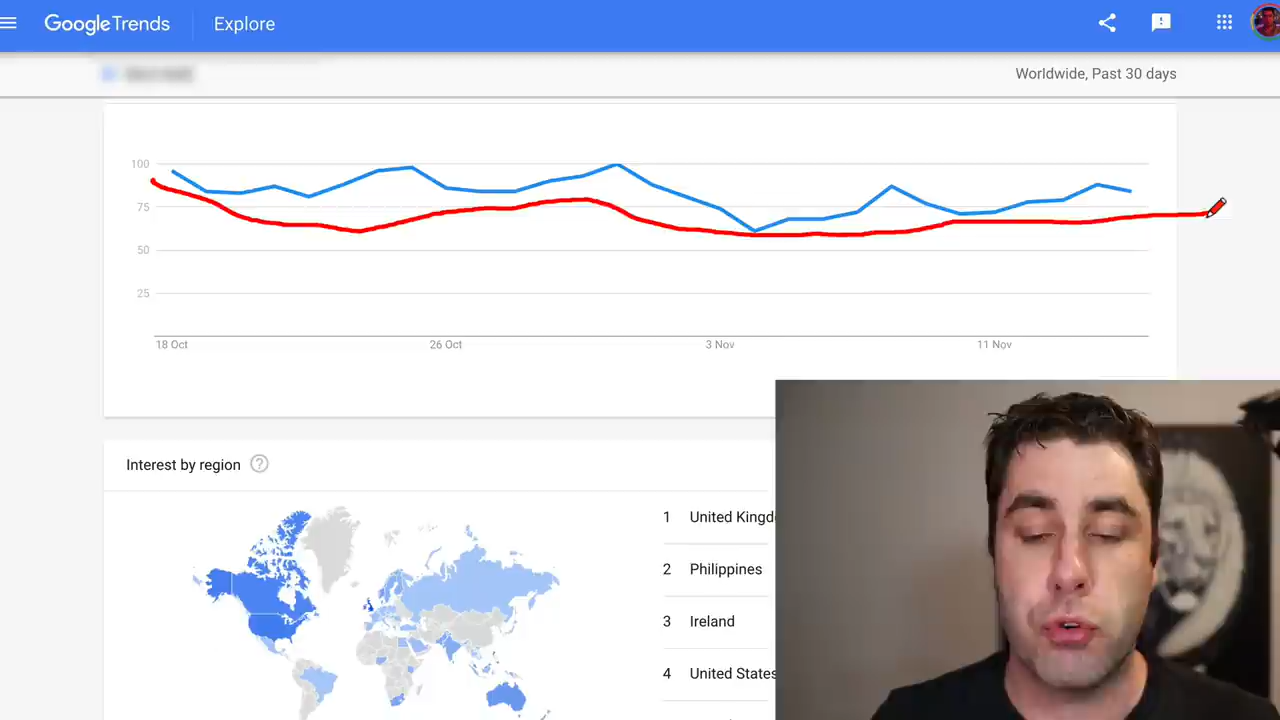 Google Trends Explore
Worldwide, Past 30 days
100
75
50
25
18 Oct 26 Oct 3 Nov 11 Nov
Interest by region ?
1 United Kingd
2 Philippines
3 Ireland
4 United States